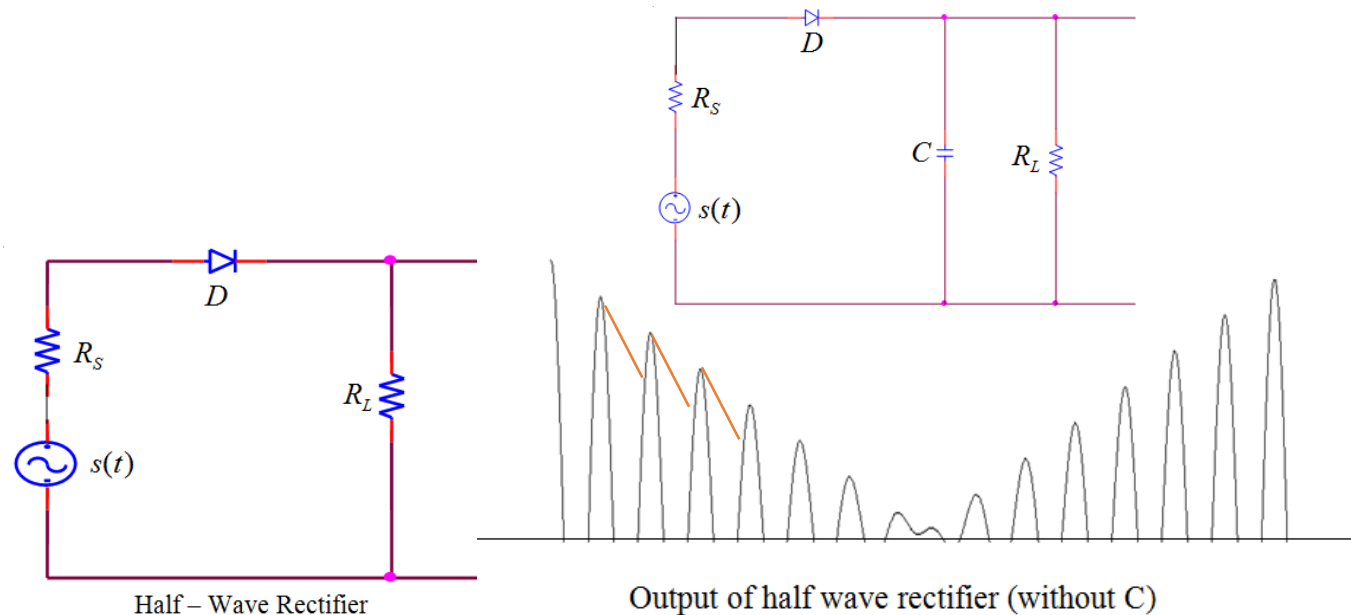 D
R_S
C
R_L
s(t)
D
R_S
R_L
s(t)
Half – Wave Rectifier
Output of half wave rectifier (without C)